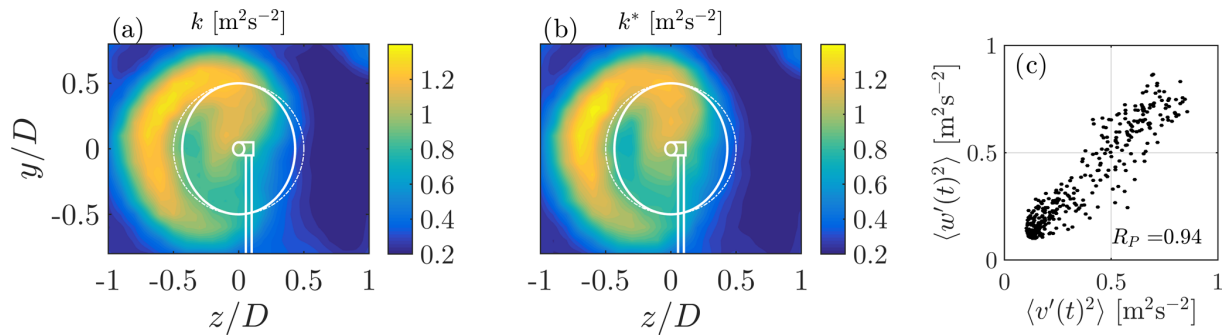 (a) k [m²s⁻²]
0.5
0
-0.5
y/D
-1 -0.5 0 0.5 1
z/D
1.2
1
0.8
0.6
0.4
0.2
(b) k* [m²s⁻²]
-1 -0.5 0 0.5 1
z/D
1.2
1
0.8
0.6
0.4
0.2
(c)
1
0.5
0
⟨w′(t)²⟩ [m²s⁻²]
R_P =0.94
0 0.5 1
⟨v′(t)²⟩ [m²s⁻²]